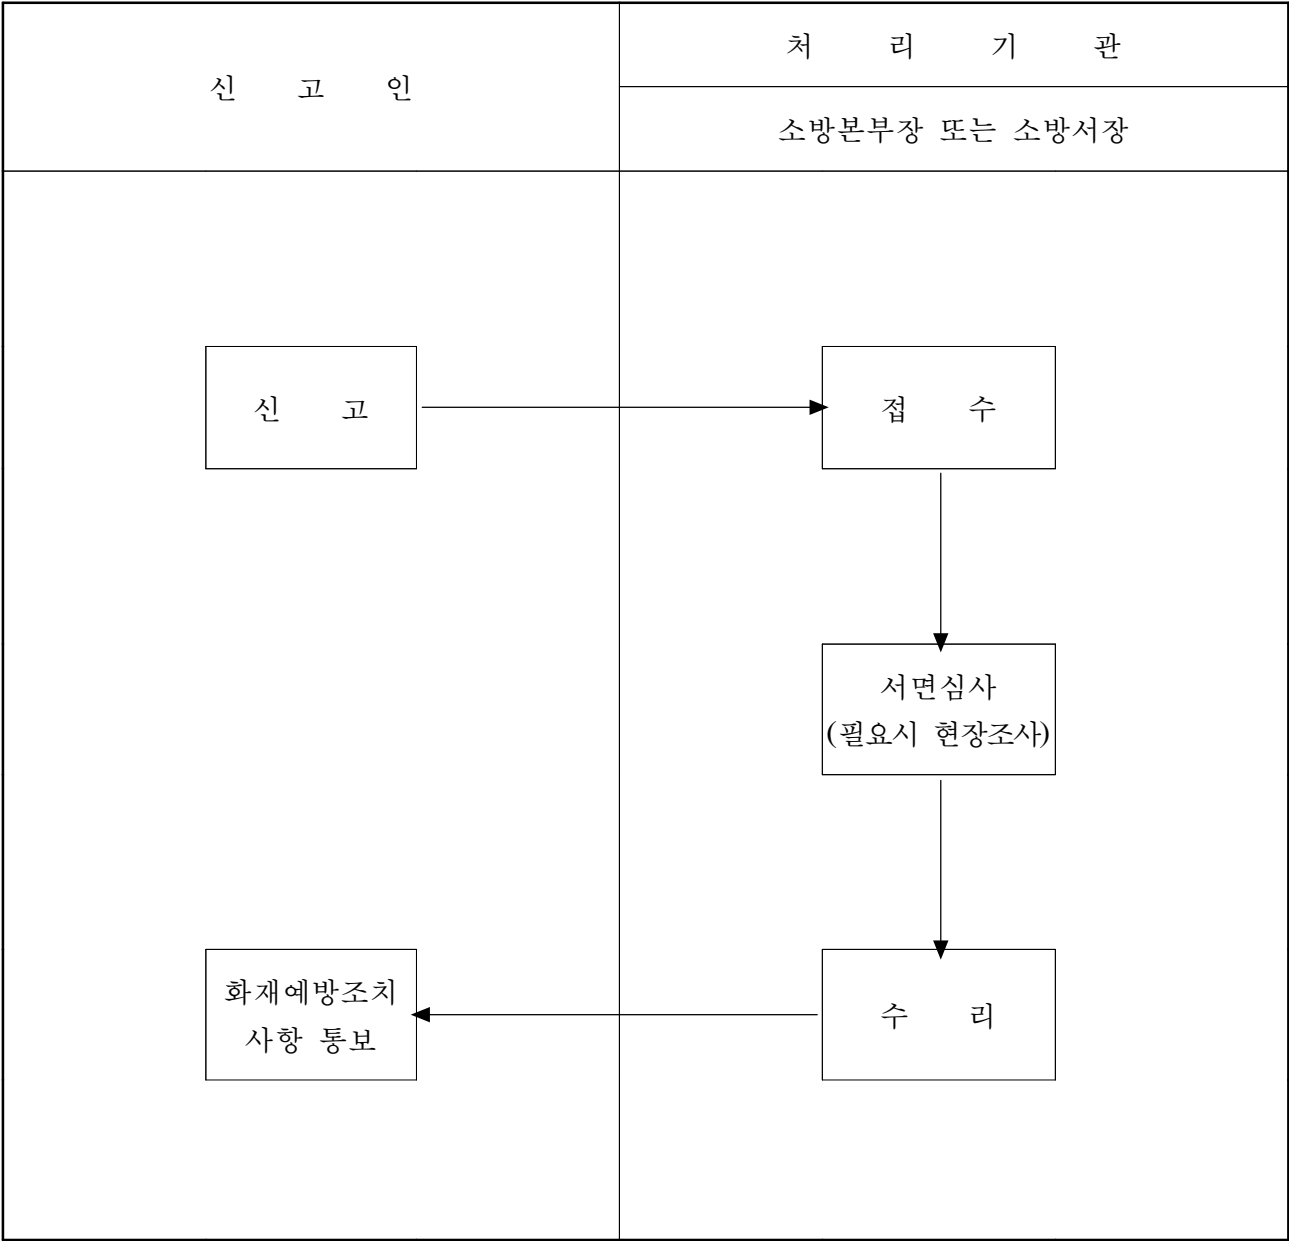 신 고 인
처 리 기 관
소방본부장 또는 소방서장
신 고
접 수
서면심사
(필요시 현장조사)
수 리
화재예방조치
사항 통보